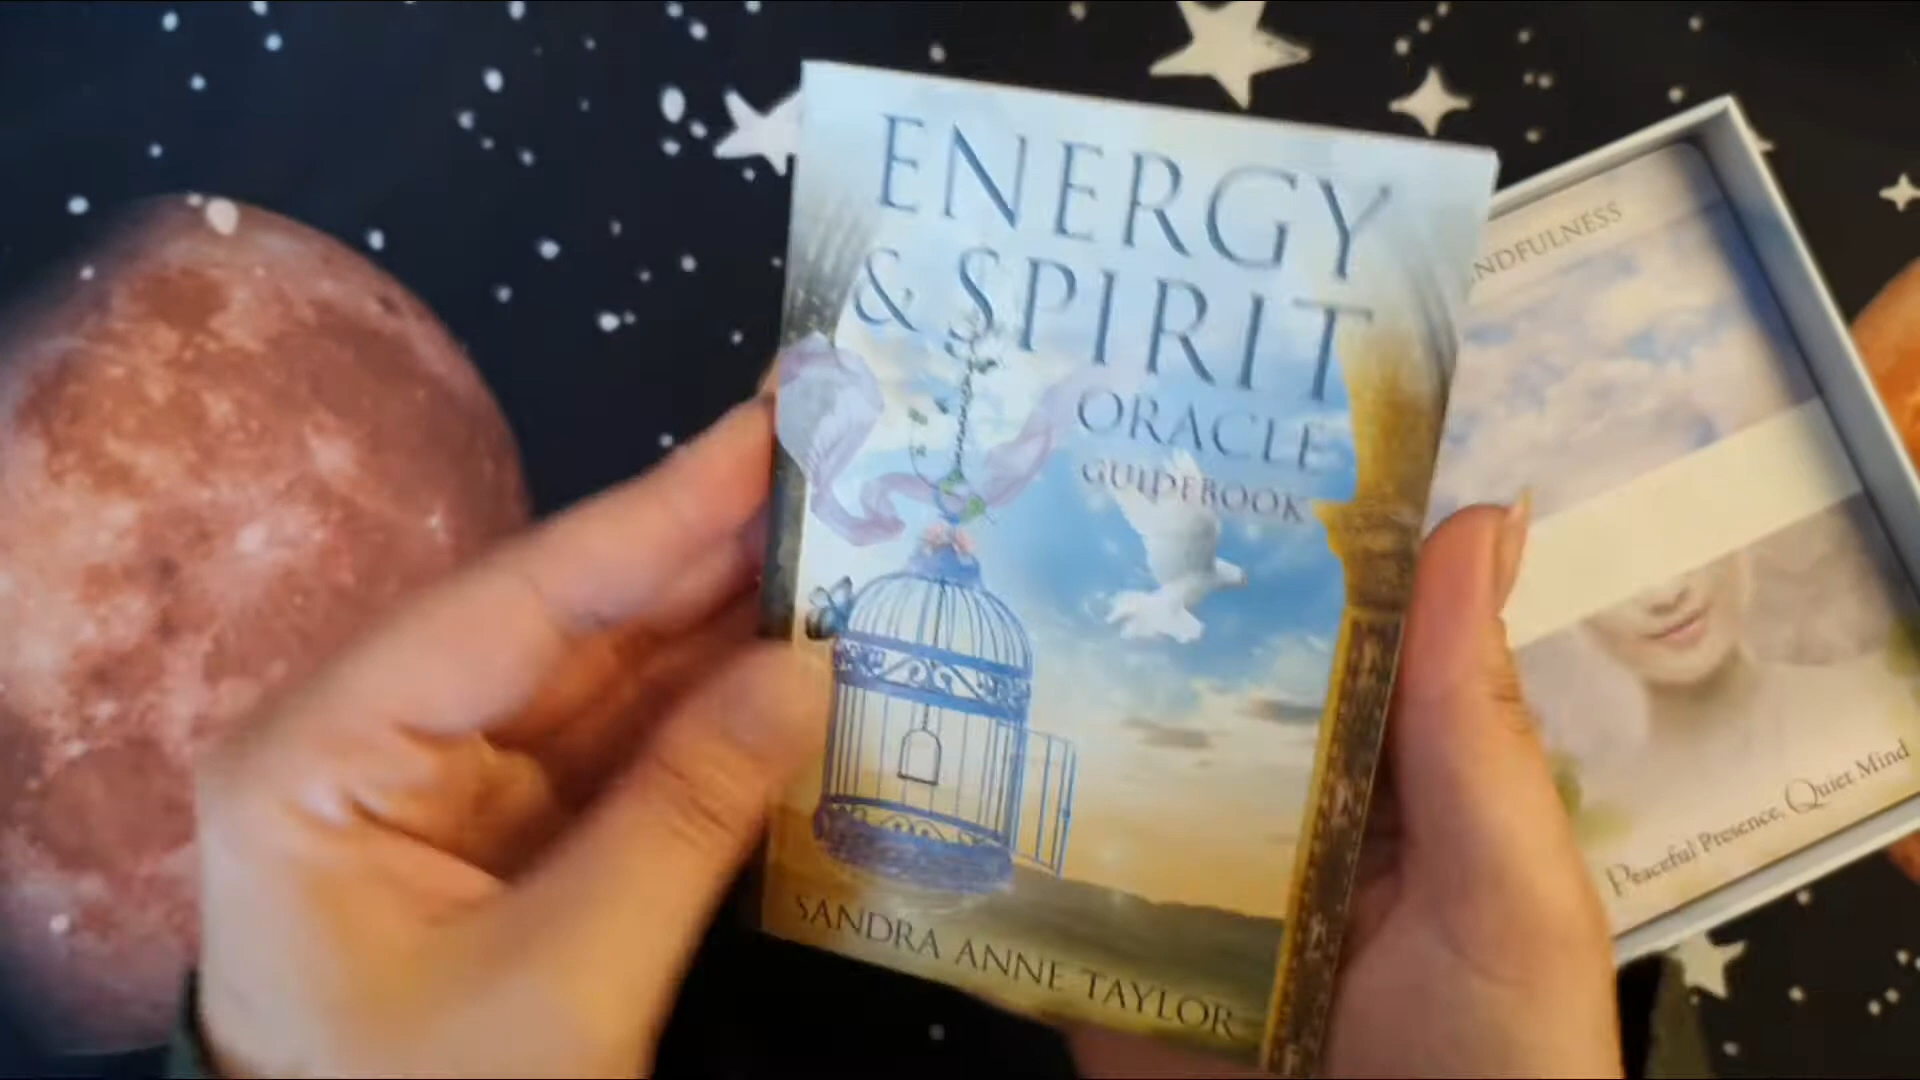 ENERGY
& SPIRIT
ORACLE
GUIDEBOOK
SANDRA ANNE TAYLOR
NDFULNESS
Peaceful Presence, Quiet Mind